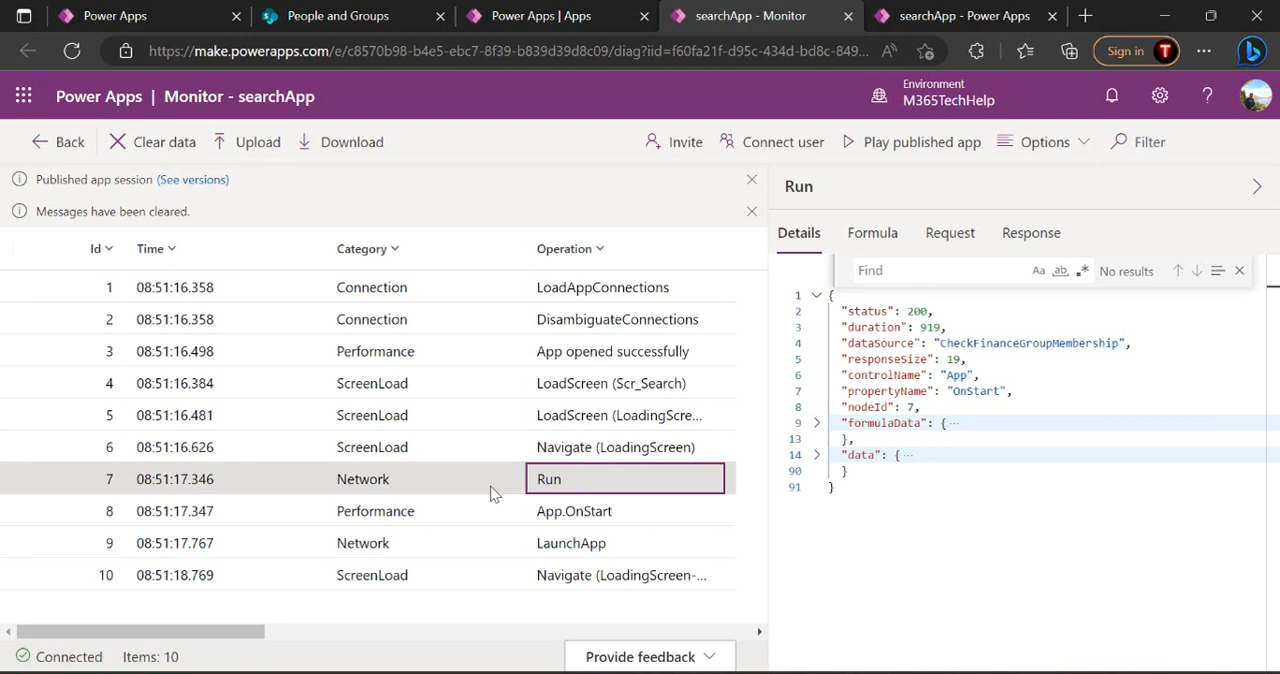 Power Apps
People and Groups
Power Apps | Apps
searchApp - Monitor
searchApp - Power Apps
https://make.powerapps.com/e/c8570b98-b4e5-ebc7-8f39-b839d39d8c09/diag?iid=f60fa21f-d95c-434d-bd8c-849...
Sign in T
Power Apps | Monitor - searchApp
Environment
M365TechHelp
Back
Clear data
Upload
Download
Invite
Connect user
Play published app
Options
Filter
Published app session (See versions)
Messages have been cleared.
Id Time Category Operation
1 08:51:16.358 Connection LoadAppConnections
2 08:51:16.358 Connection DisambiguateConnections
3 08:51:16.498 Performance App opened successfully
4 08:51:16.384 ScreenLoad LoadScreen (Scr_Search)
5 08:51:16.481 ScreenLoad LoadScreen (LoadingScre...
6 08:51:16.626 ScreenLoad Navigate (LoadingScreen)
7 08:51:17.346 Network Run
8 08:51:17.347 Performance App.OnStart
9 08:51:17.767 Network LaunchApp
10 08:51:18.769 ScreenLoad Navigate (LoadingScreen-...
Connected Items: 10
Provide feedback
Run
Details Formula Request Response
Find Aa ab No results
1 {
2 "status": 200,
3 "duration": 919,
4 "dataSource": "CheckFinanceGroupMembership",
5 "responseSize": 19,
6 "controlName": "App",
7 "propertyName": "OnStart",
8 "nodeId": 7,
9 "formulaData": { ...
13 },
14 "data": { ...
90 }
91 }